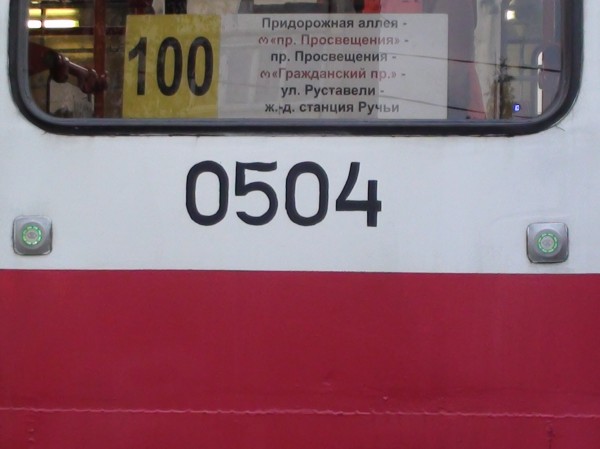 100
Придорожная аллея -
«пр. Просвещения» -
пр. Просвещения -
«Гражданский пр.» -
ул. Руставели -
ж.-д. станция Ручьи
0504